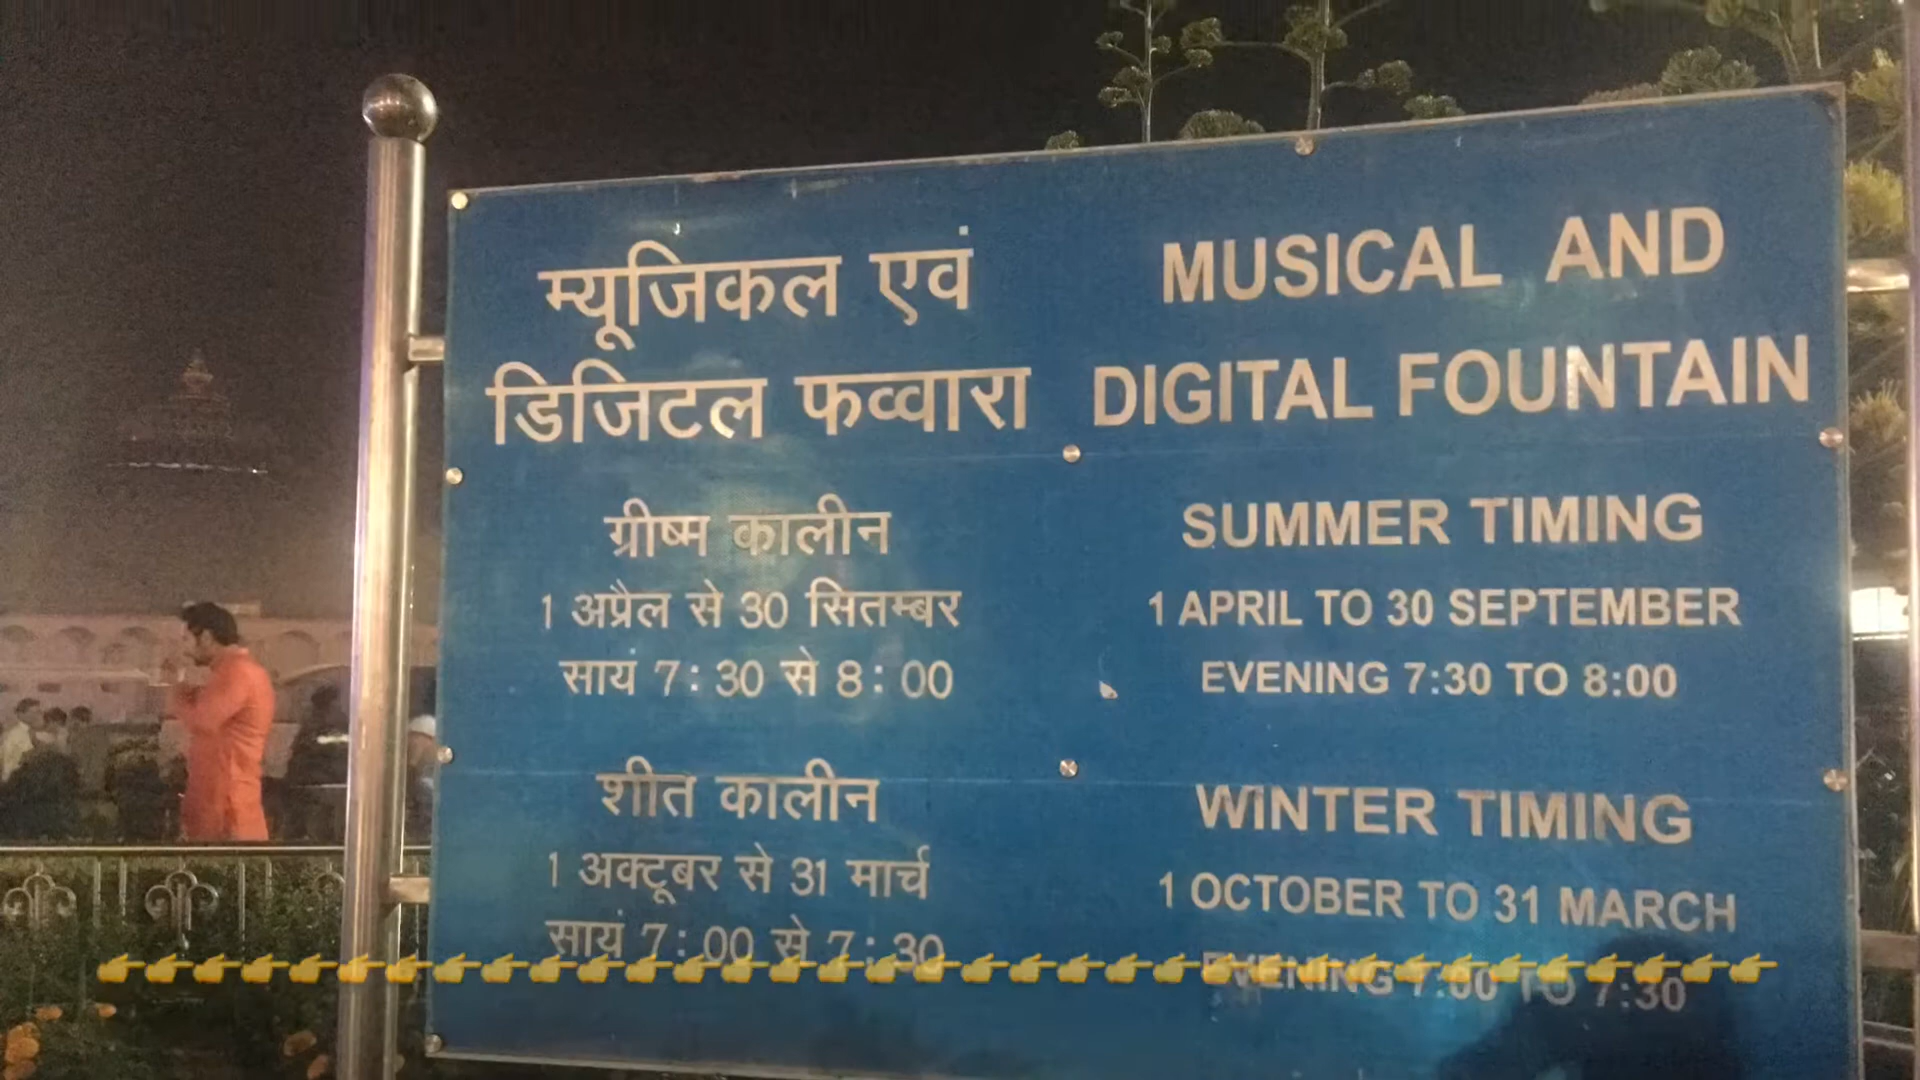 म्यूजिकल एवं
डिजिटल फव्वारा
ग्रीष्म कालीन
1 अप्रैल से 30 सितम्बर
सायं 7:30 से 8:00
शीत कालीन
1 अक्टूबर से 31 मार्च
सायं 7:00 से 7:30
MUSICAL AND
DIGITAL FOUNTAIN
SUMMER TIMING
1 APRIL TO 30 SEPTEMBER
EVENING 7:30 TO 8:00
WINTER TIMING
1 OCTOBER TO 31 MARCH
EVENING 7:00 TO 7:30